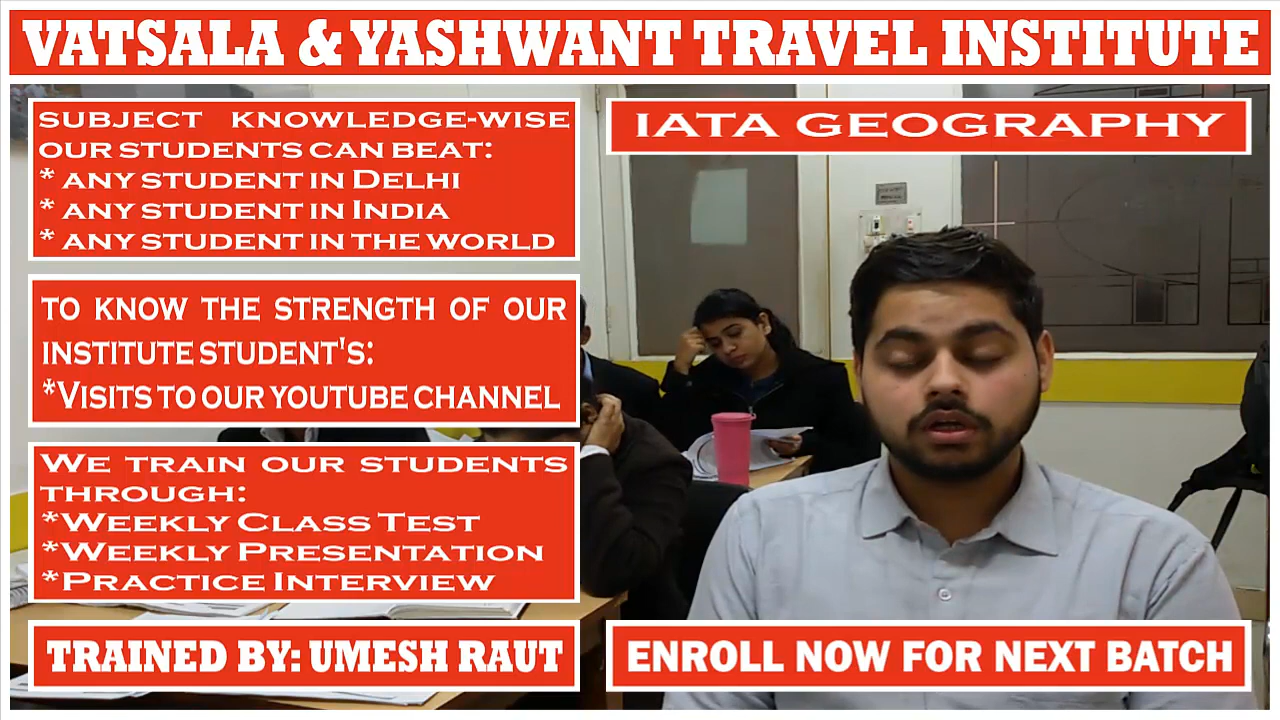 VATSALA & YASHWANT TRAVEL INSTITUTE
SUBJECT KNOWLEDGE-WISE
OUR STUDENTS CAN BEAT:
* ANY STUDENT IN DELHI
* ANY STUDENT IN INDIA
* ANY STUDENT IN THE WORLD
TO KNOW THE STRENGTH OF OUR
INSTITUTE STUDENT'S:
*VISITS TO OUR YOUTUBE CHANNEL
WE TRAIN OUR STUDENTS
THROUGH:
*WEEKLY CLASS TEST
*WEEKLY PRESENTATION
*PRACTICE INTERVIEW
TRAINED BY: UMESH RAUT
IATA GEOGRAPHY
ENROLL NOW FOR NEXT BATCH